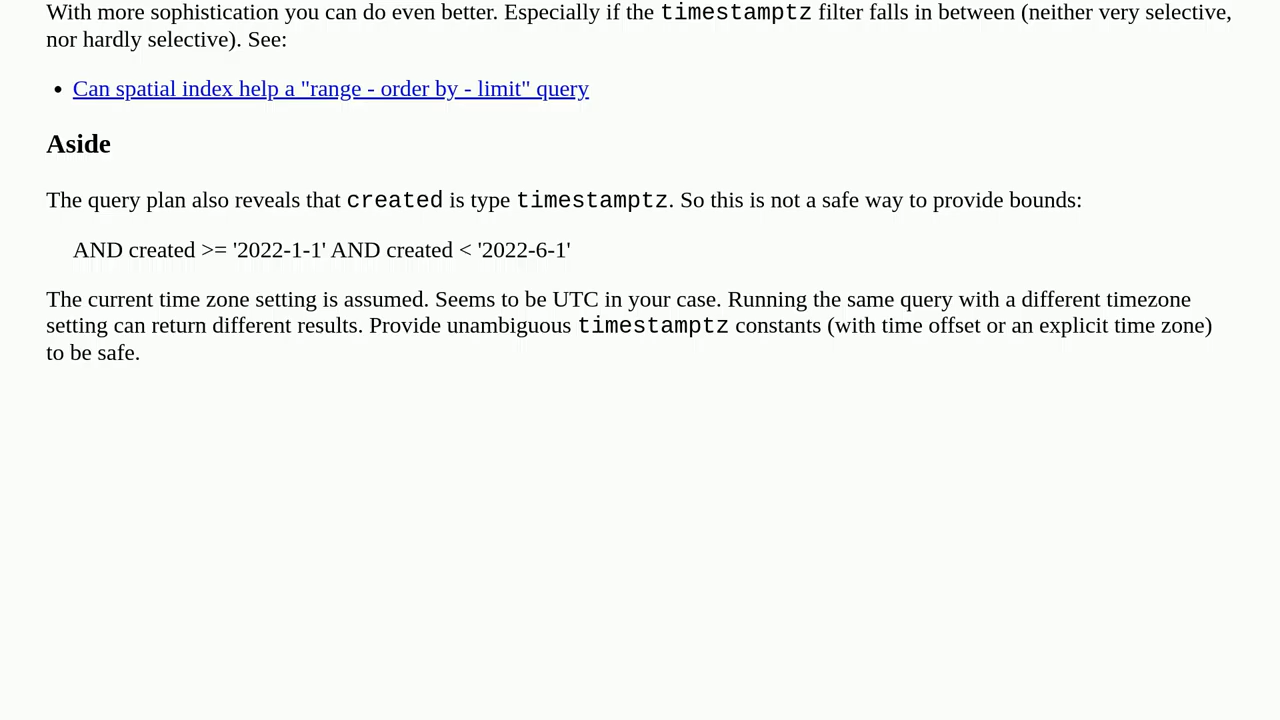 With more sophistication you can do even better. Especially if the timestamptz filter falls in between (neither very selective,
nor hardly selective). See:
• Can spatial index help a "range - order by - limit" query
Aside
The query plan also reveals that created is type timestamptz. So this is not a safe way to provide bounds:
AND created >= '2022-1-1' AND created < '2022-6-1'
The current time zone setting is assumed. Seems to be UTC in your case. Running the same query with a different timezone
setting can return different results. Provide unambiguous timestamptz constants (with time offset or an explicit time zone)
to be safe.